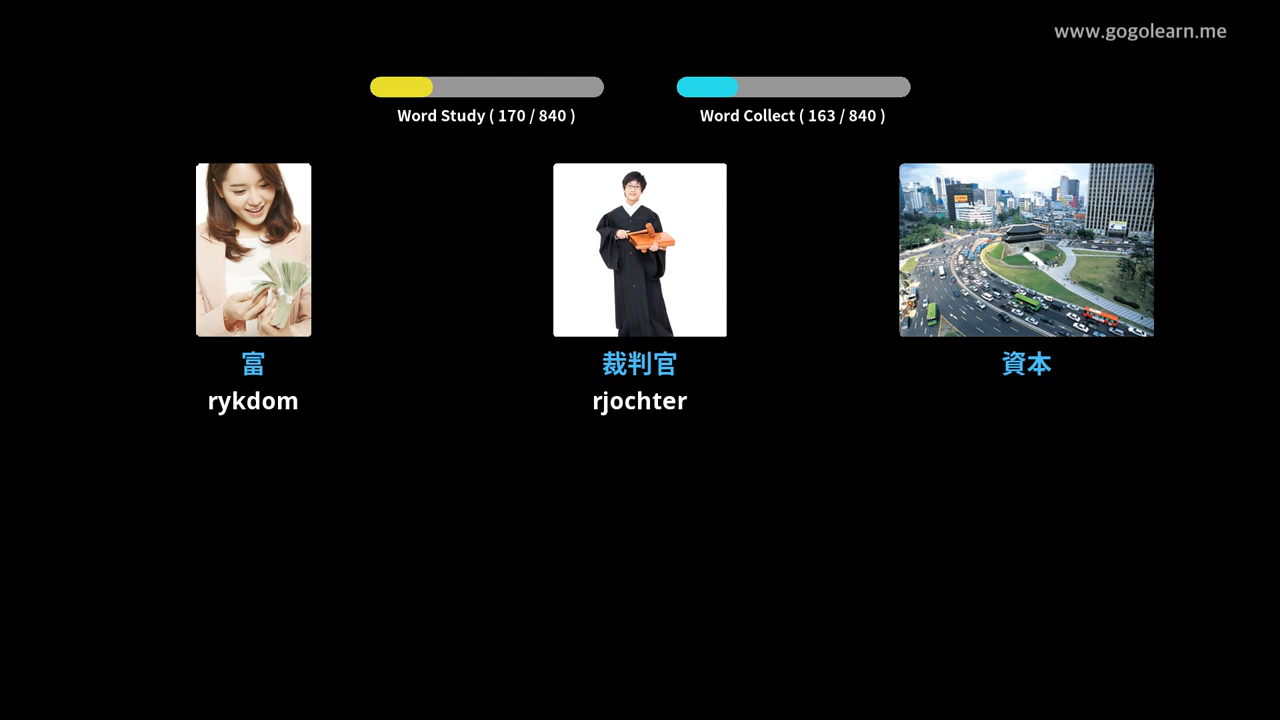 www.gogolearn.me
Word Study ( 170 / 840 )
Word Collect ( 163 / 840 )
富
裁判官
資本
rykdom
rjochter